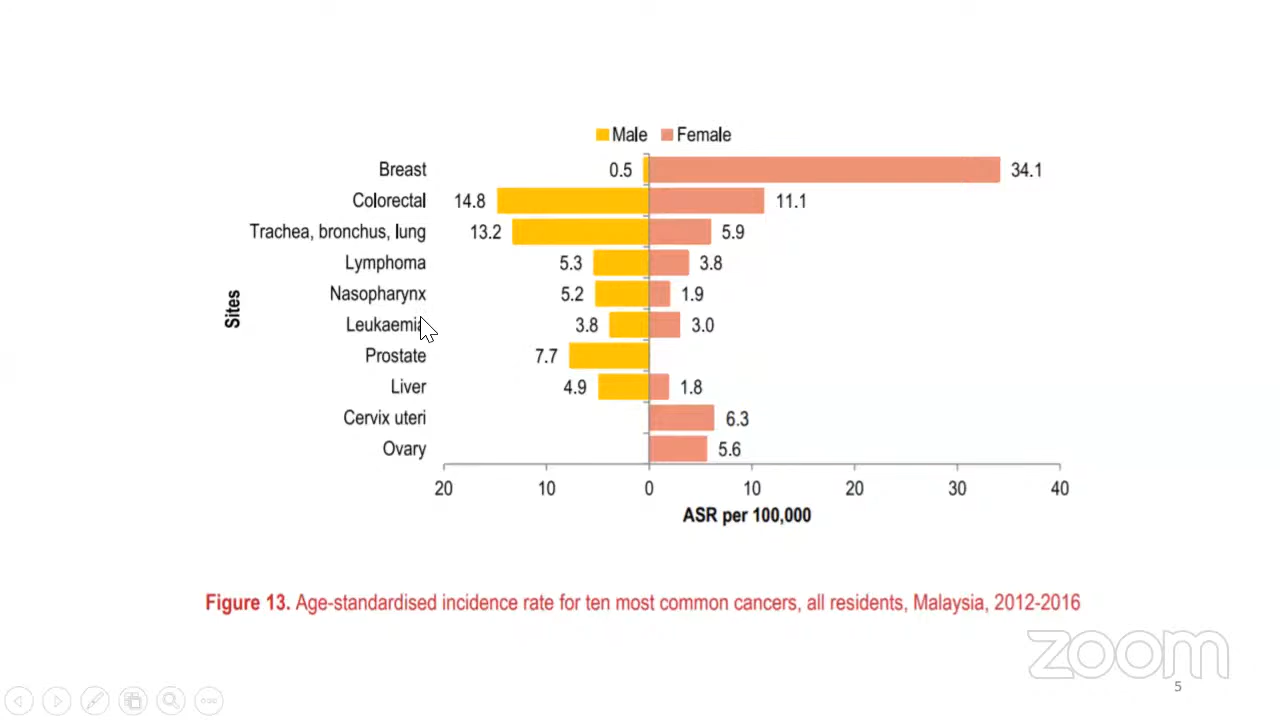 Male Female
Breast 0.5 34.1
Colorectal 14.8 11.1
Trachea, bronchus, lung 13.2 5.9
Lymphoma 5.3 3.8
Nasopharynx 5.2 1.9
Sites
Leukaemia 3.8 3.0
Prostate 7.7
Liver 4.9 1.8
Cervix uteri 6.3
Ovary 5.6
20 10 0 10 20 30 40
ASR per 100,000
Figure 13. Age-standardised incidence rate for ten most common cancers, all residents, Malaysia, 2012-2016
zoom
5